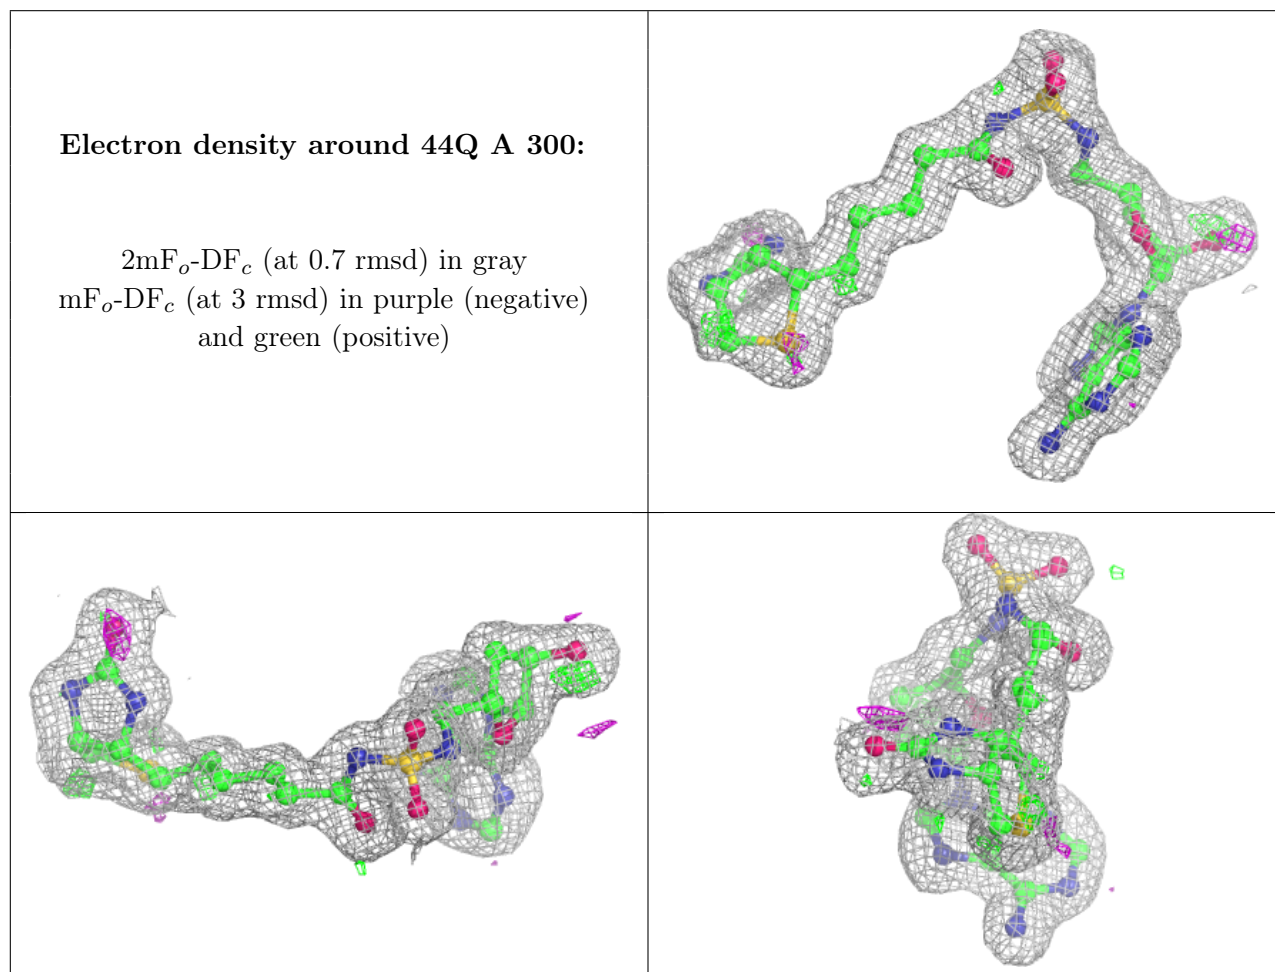 Electron density around 44Q A 300:
2mFo-DFc (at 0.7 rmsd) in gray
mFo-DFc (at 3 rmsd) in purple (negative)
and green (positive)